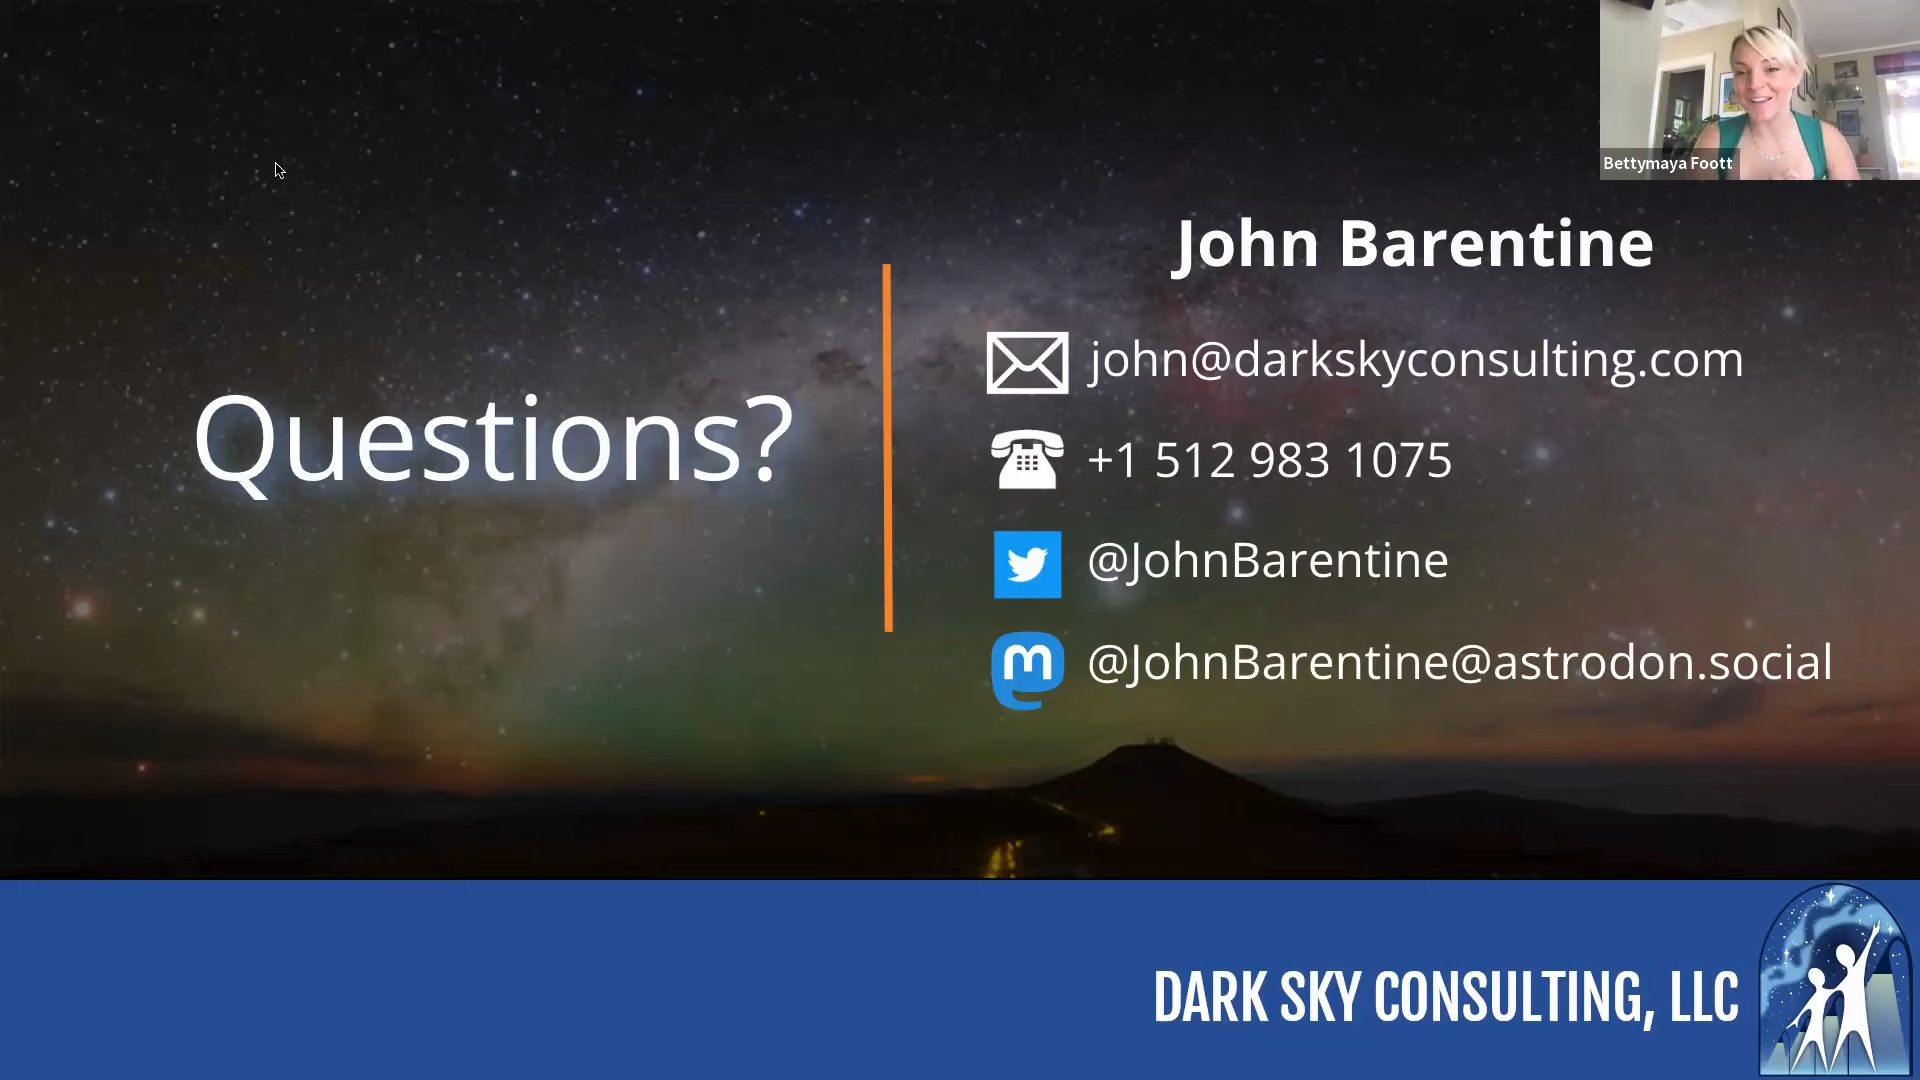 Bettymaya Foott
John Barentine
Questions?
john@darkskyconsulting.com
+1 512 983 1075
@JohnBarentine
@JohnBarentine@astrodon.social
DARK SKY CONSULTING, LLC